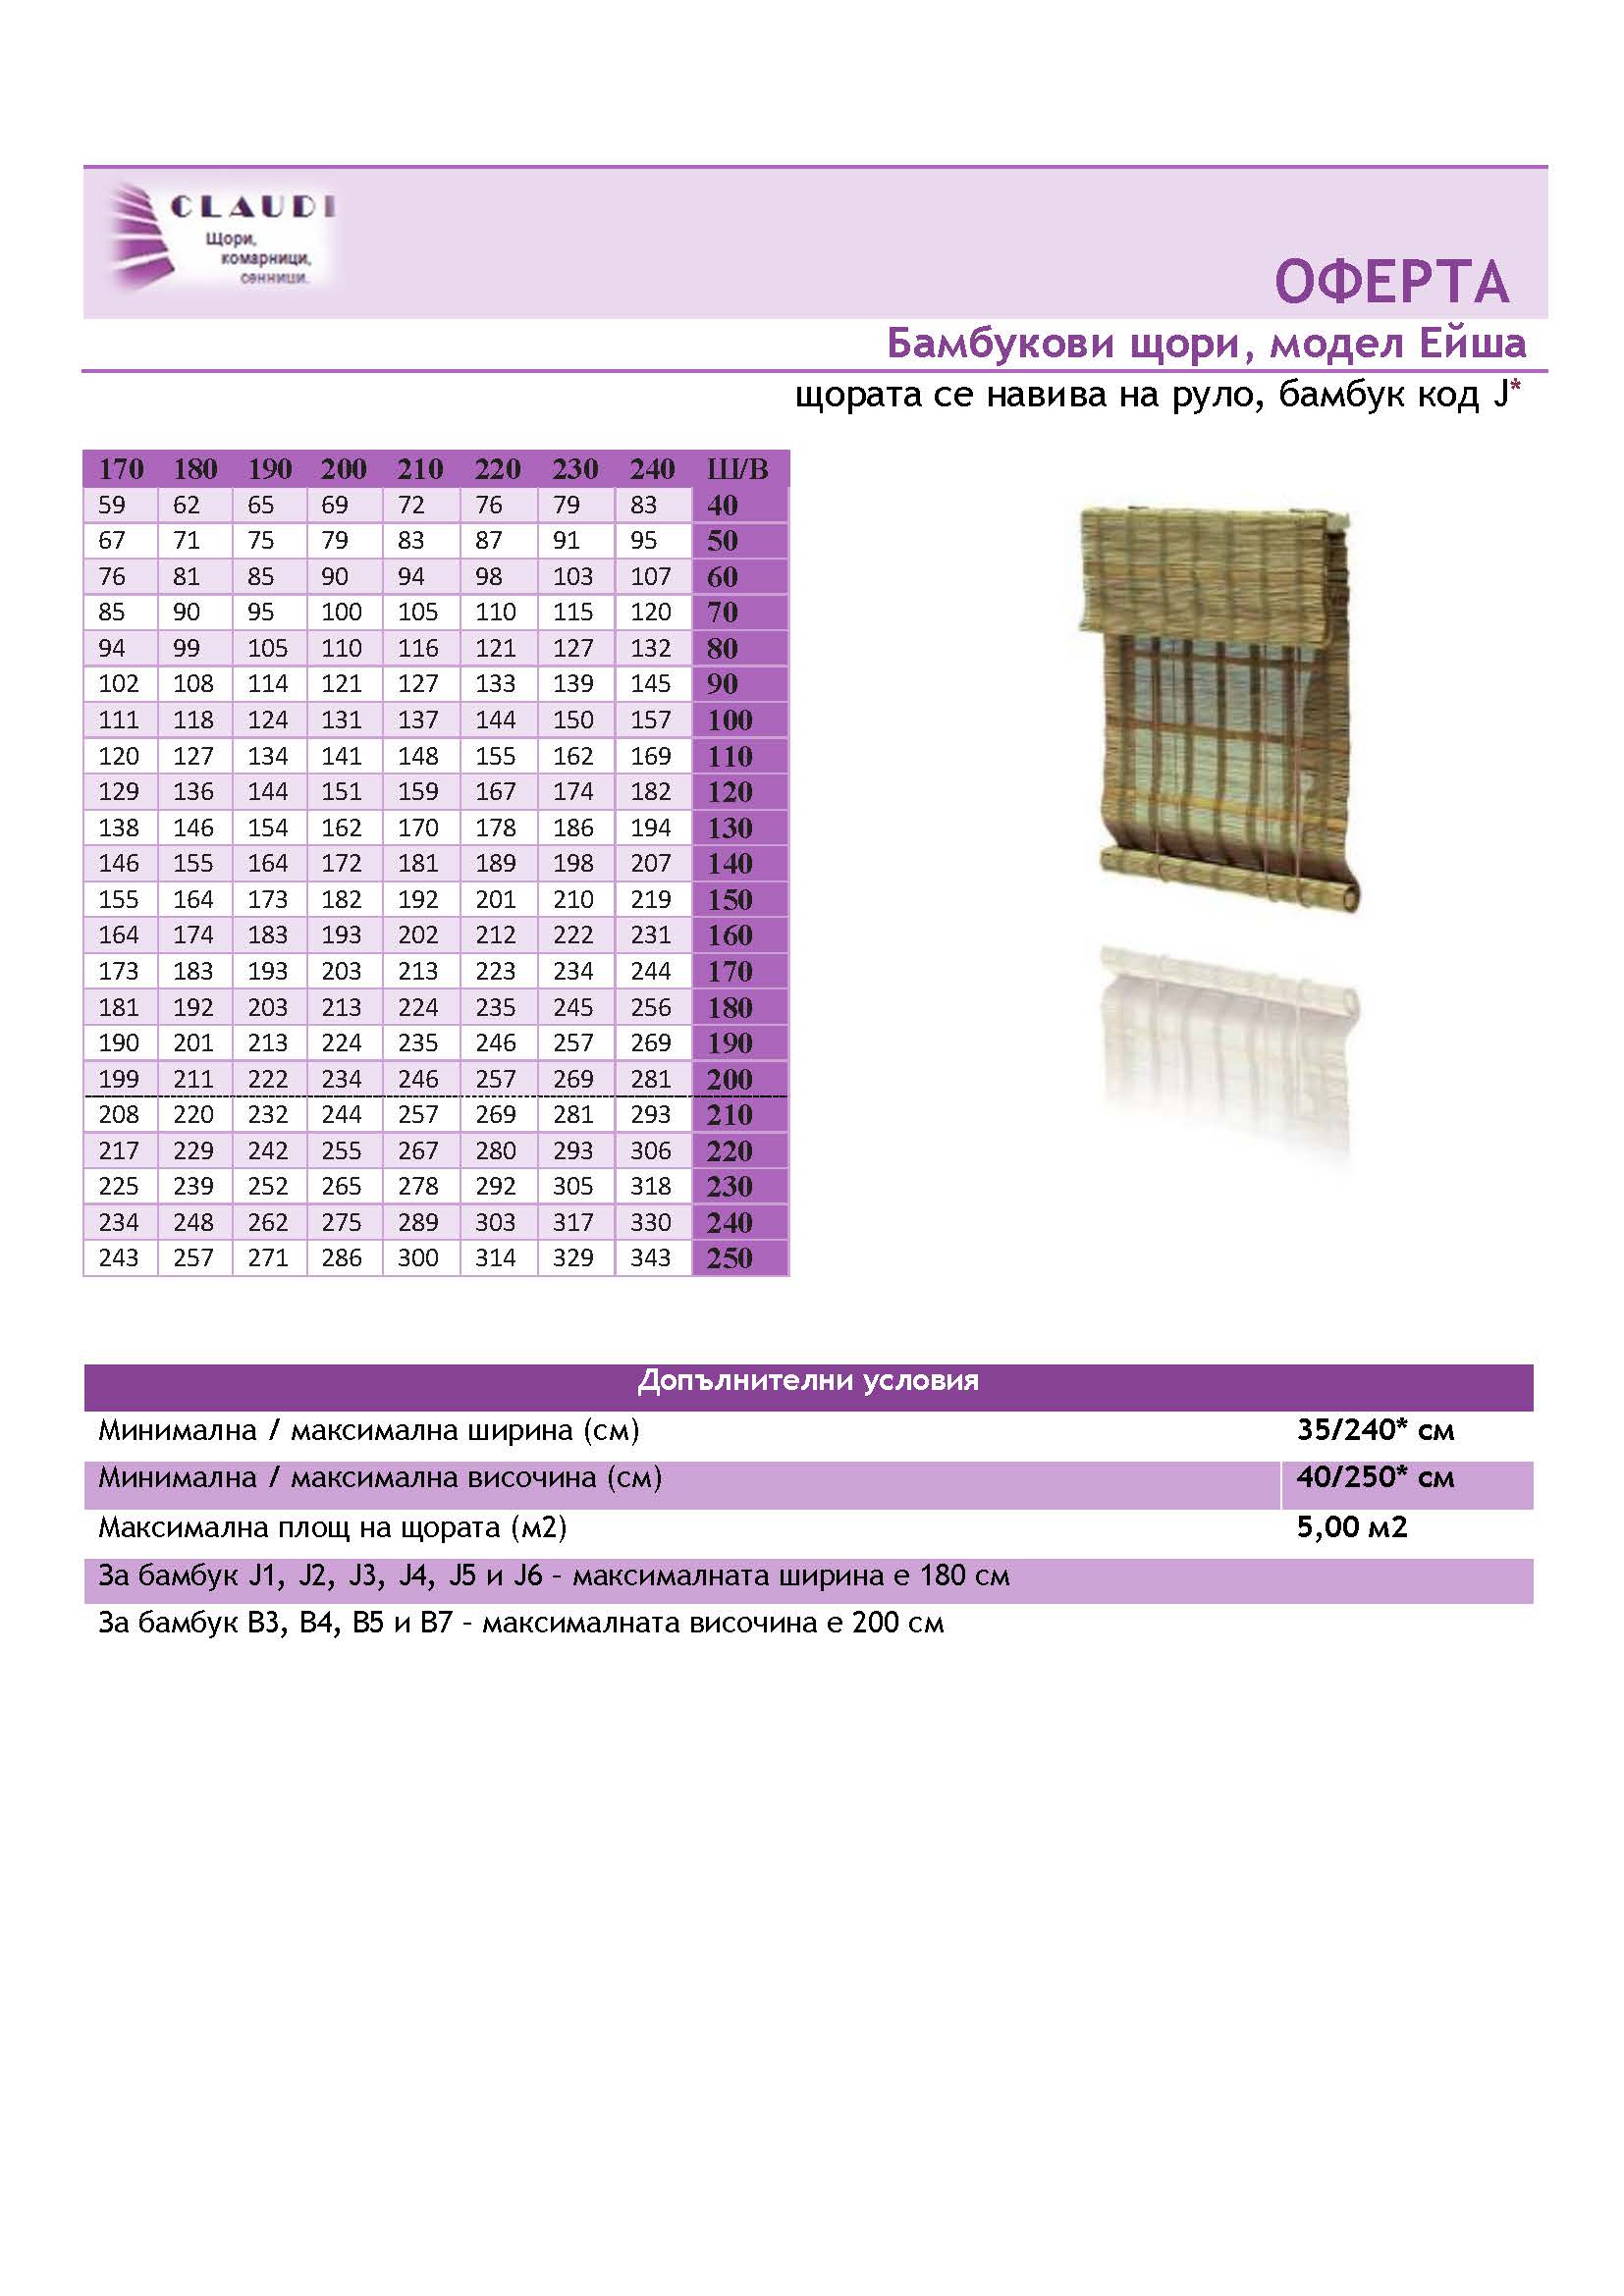 CLAUDI
Щори,
комарници,
сенници.
ОФЕРТА
Бамбукови щори, модел Ейша
щората се навива на руло, бамбук код J*
170 180 190 200 210 220 230 240 Ш/В
59 62 65 69 72 76 79 83 40
67 71 75 79 83 87 91 95 50
76 81 85 90 94 98 103 107 60
85 90 95 100 105 110 115 120 70
94 99 105 110 116 121 127 132 80
102 108 114 121 127 133 139 145 90
111 118 124 131 137 144 150 157 100
120 127 134 141 148 155 162 169 110
129 136 144 151 159 167 174 182 120
138 146 154 162 170 178 186 194 130
146 155 164 172 181 189 198 207 140
155 164 173 182 192 201 210 219 150
164 174 183 193 202 212 222 231 160
173 183 193 203 213 223 234 244 170
181 192 203 213 224 235 245 256 180
190 201 213 224 235 246 257 269 190
199 211 222 234 246 257 269 281 200
208 220 232 244 257 269 281 293 210
217 229 242 255 267 280 293 306 220
225 239 252 265 278 292 305 318 230
234 248 262 275 289 303 317 330 240
243 257 271 286 300 314 329 343 250
Допълнителни условия
Минимална / максимална ширина (см) 35/240* см
Минимална / максимална височина (см) 40/250* см
Максимална площ на щората (м2) 5,00 м2
За бамбук J1, J2, J3, J4, J5 и J6 - максималната ширина е 180 см
За бамбук B3, B4, B5 и B7 - максималната височина е 200 см